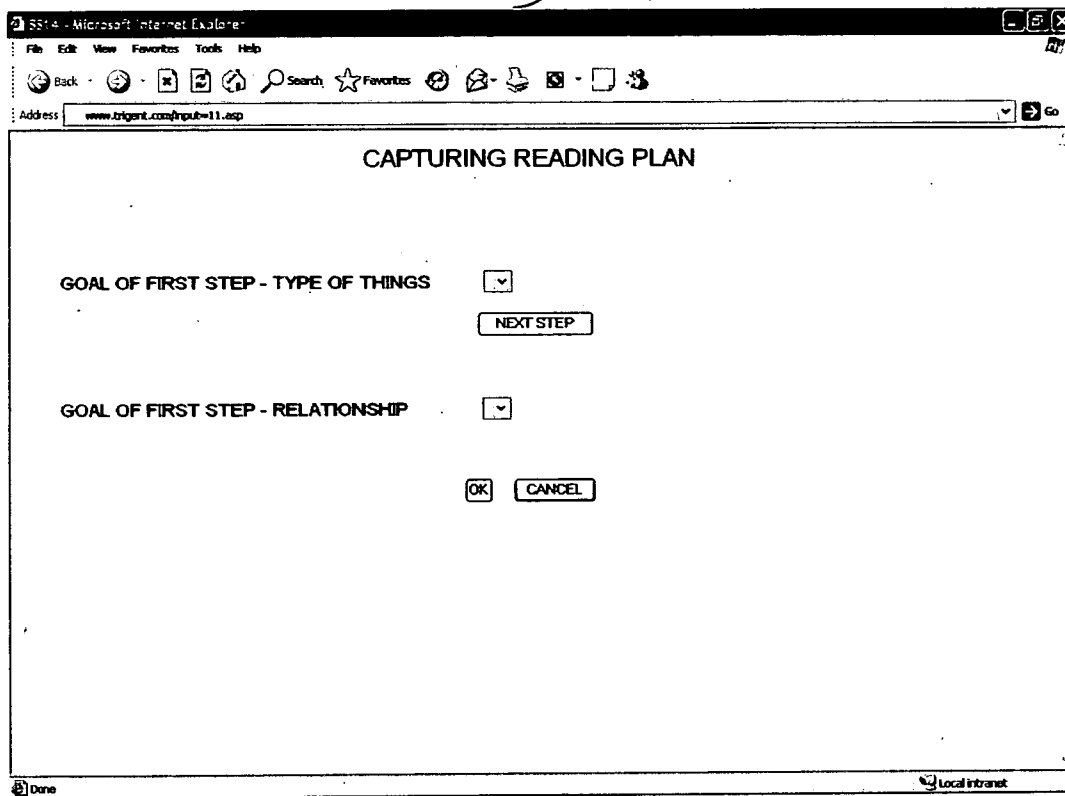 SS14 - Microsoft Internet Explorer
File Edit View Favorites Tools Help
Back Search Favorites
Address www.trigent.com/input=11.asp Go
CAPTURING READING PLAN
GOAL OF FIRST STEP - TYPE OF THINGS
NEXT STEP
GOAL OF FIRST STEP - RELATIONSHIP
OK CANCEL
Done Local intranet